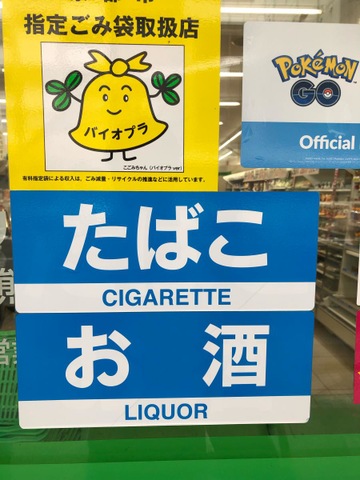 指定ごみ袋取扱店
バイオプラ
ここみちゃん（バイオプラver）
有料指定袋による収入は、ごみ減量・リサイクルの推進などに活用しています。
POKÉMON
GO
Official
たばこ
CIGARETTE
お酒
LIQUOR